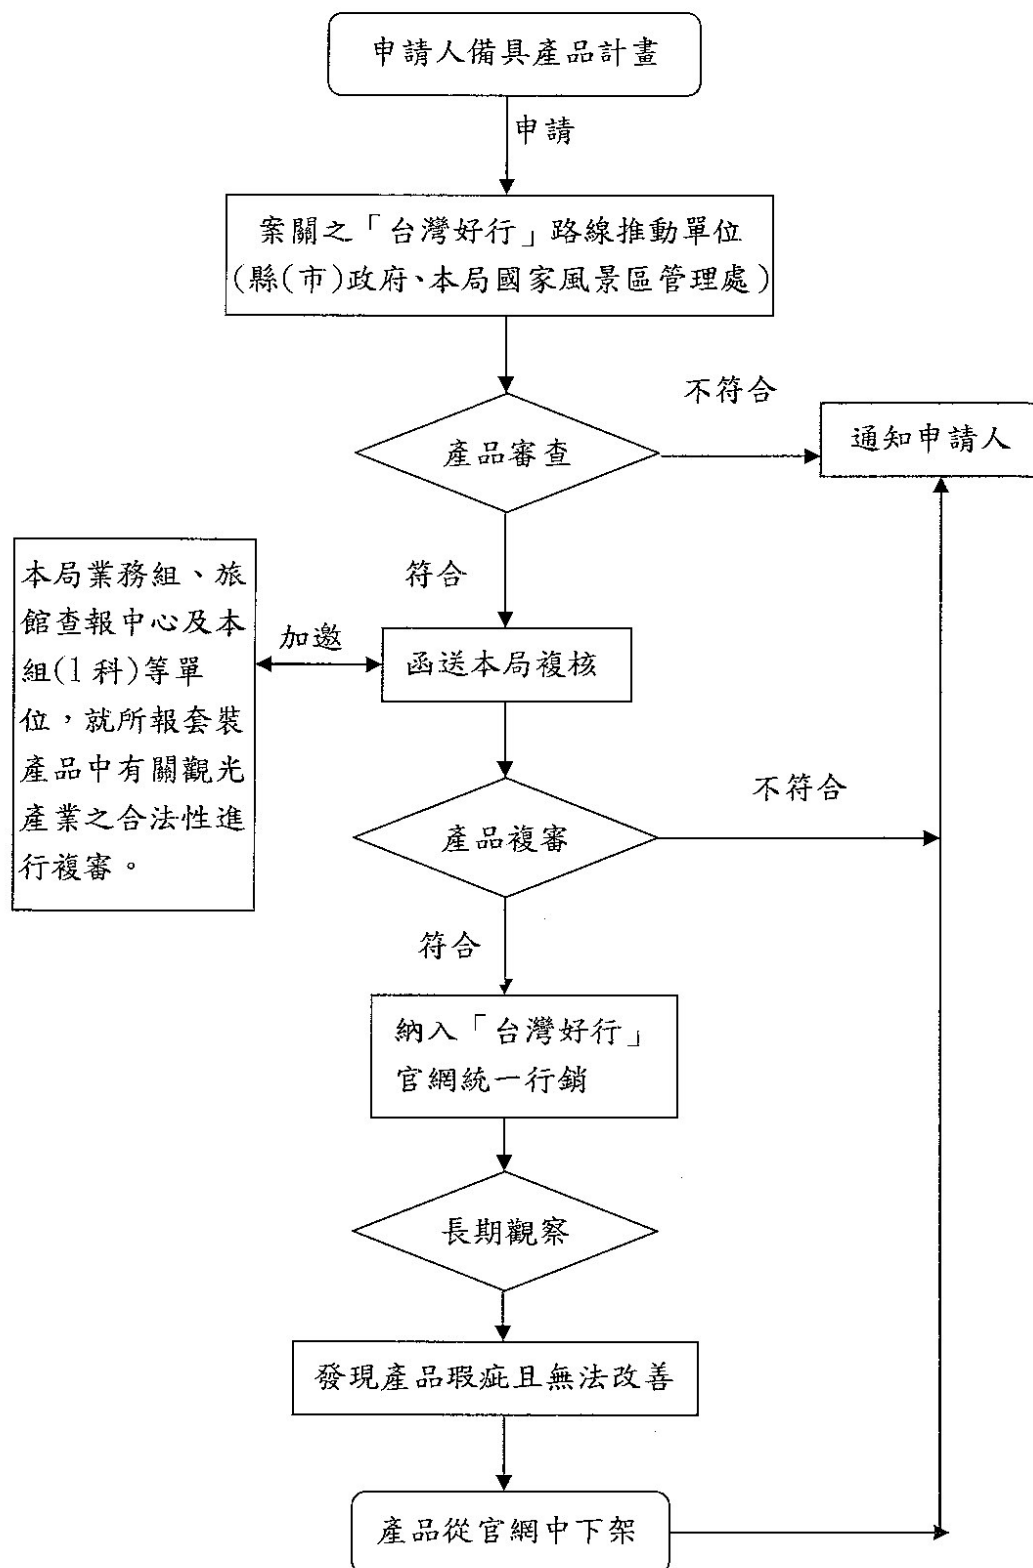 申請人備具產品計畫
申請
案關之「台灣好行」路線推動單位
(縣(市)政府、本局國家風景區管理處)
不符合
產品審查
通知申請人
符合
本局業務組、旅
館查報中心及本
組(1科)等單
位，就所報套裝
產品中有關觀光
產業之合法性進
行複審。
加邀
函送本局複核
不符合
產品複審
符合
納入「台灣好行」
官網統一行銷
長期觀察
發現產品瑕疵且無法改善
產品從官網中下架